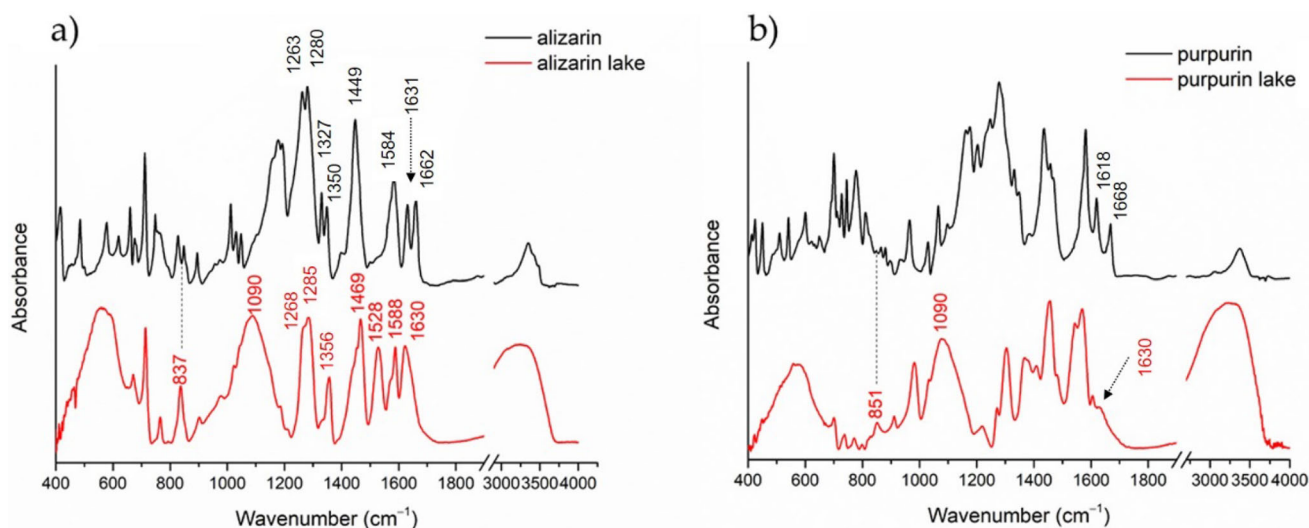 a)
alizarin
alizarin lake
1263
1280
1327
1350
1449
1584
1631
1662
837
1090
1268
1285
1356
1469
1528
1588
1630
Absorbance
400 600 800 1000 1200 1400 1600 1800 3000 3500 4000
Wavenumber (cm⁻¹)
b)
purpurin
purpurin lake
1618
1668
851
1090
1630
Absorbance
400 600 800 1000 1200 1400 1600 1800 3000 3500 4000
Wavenumber (cm⁻¹)